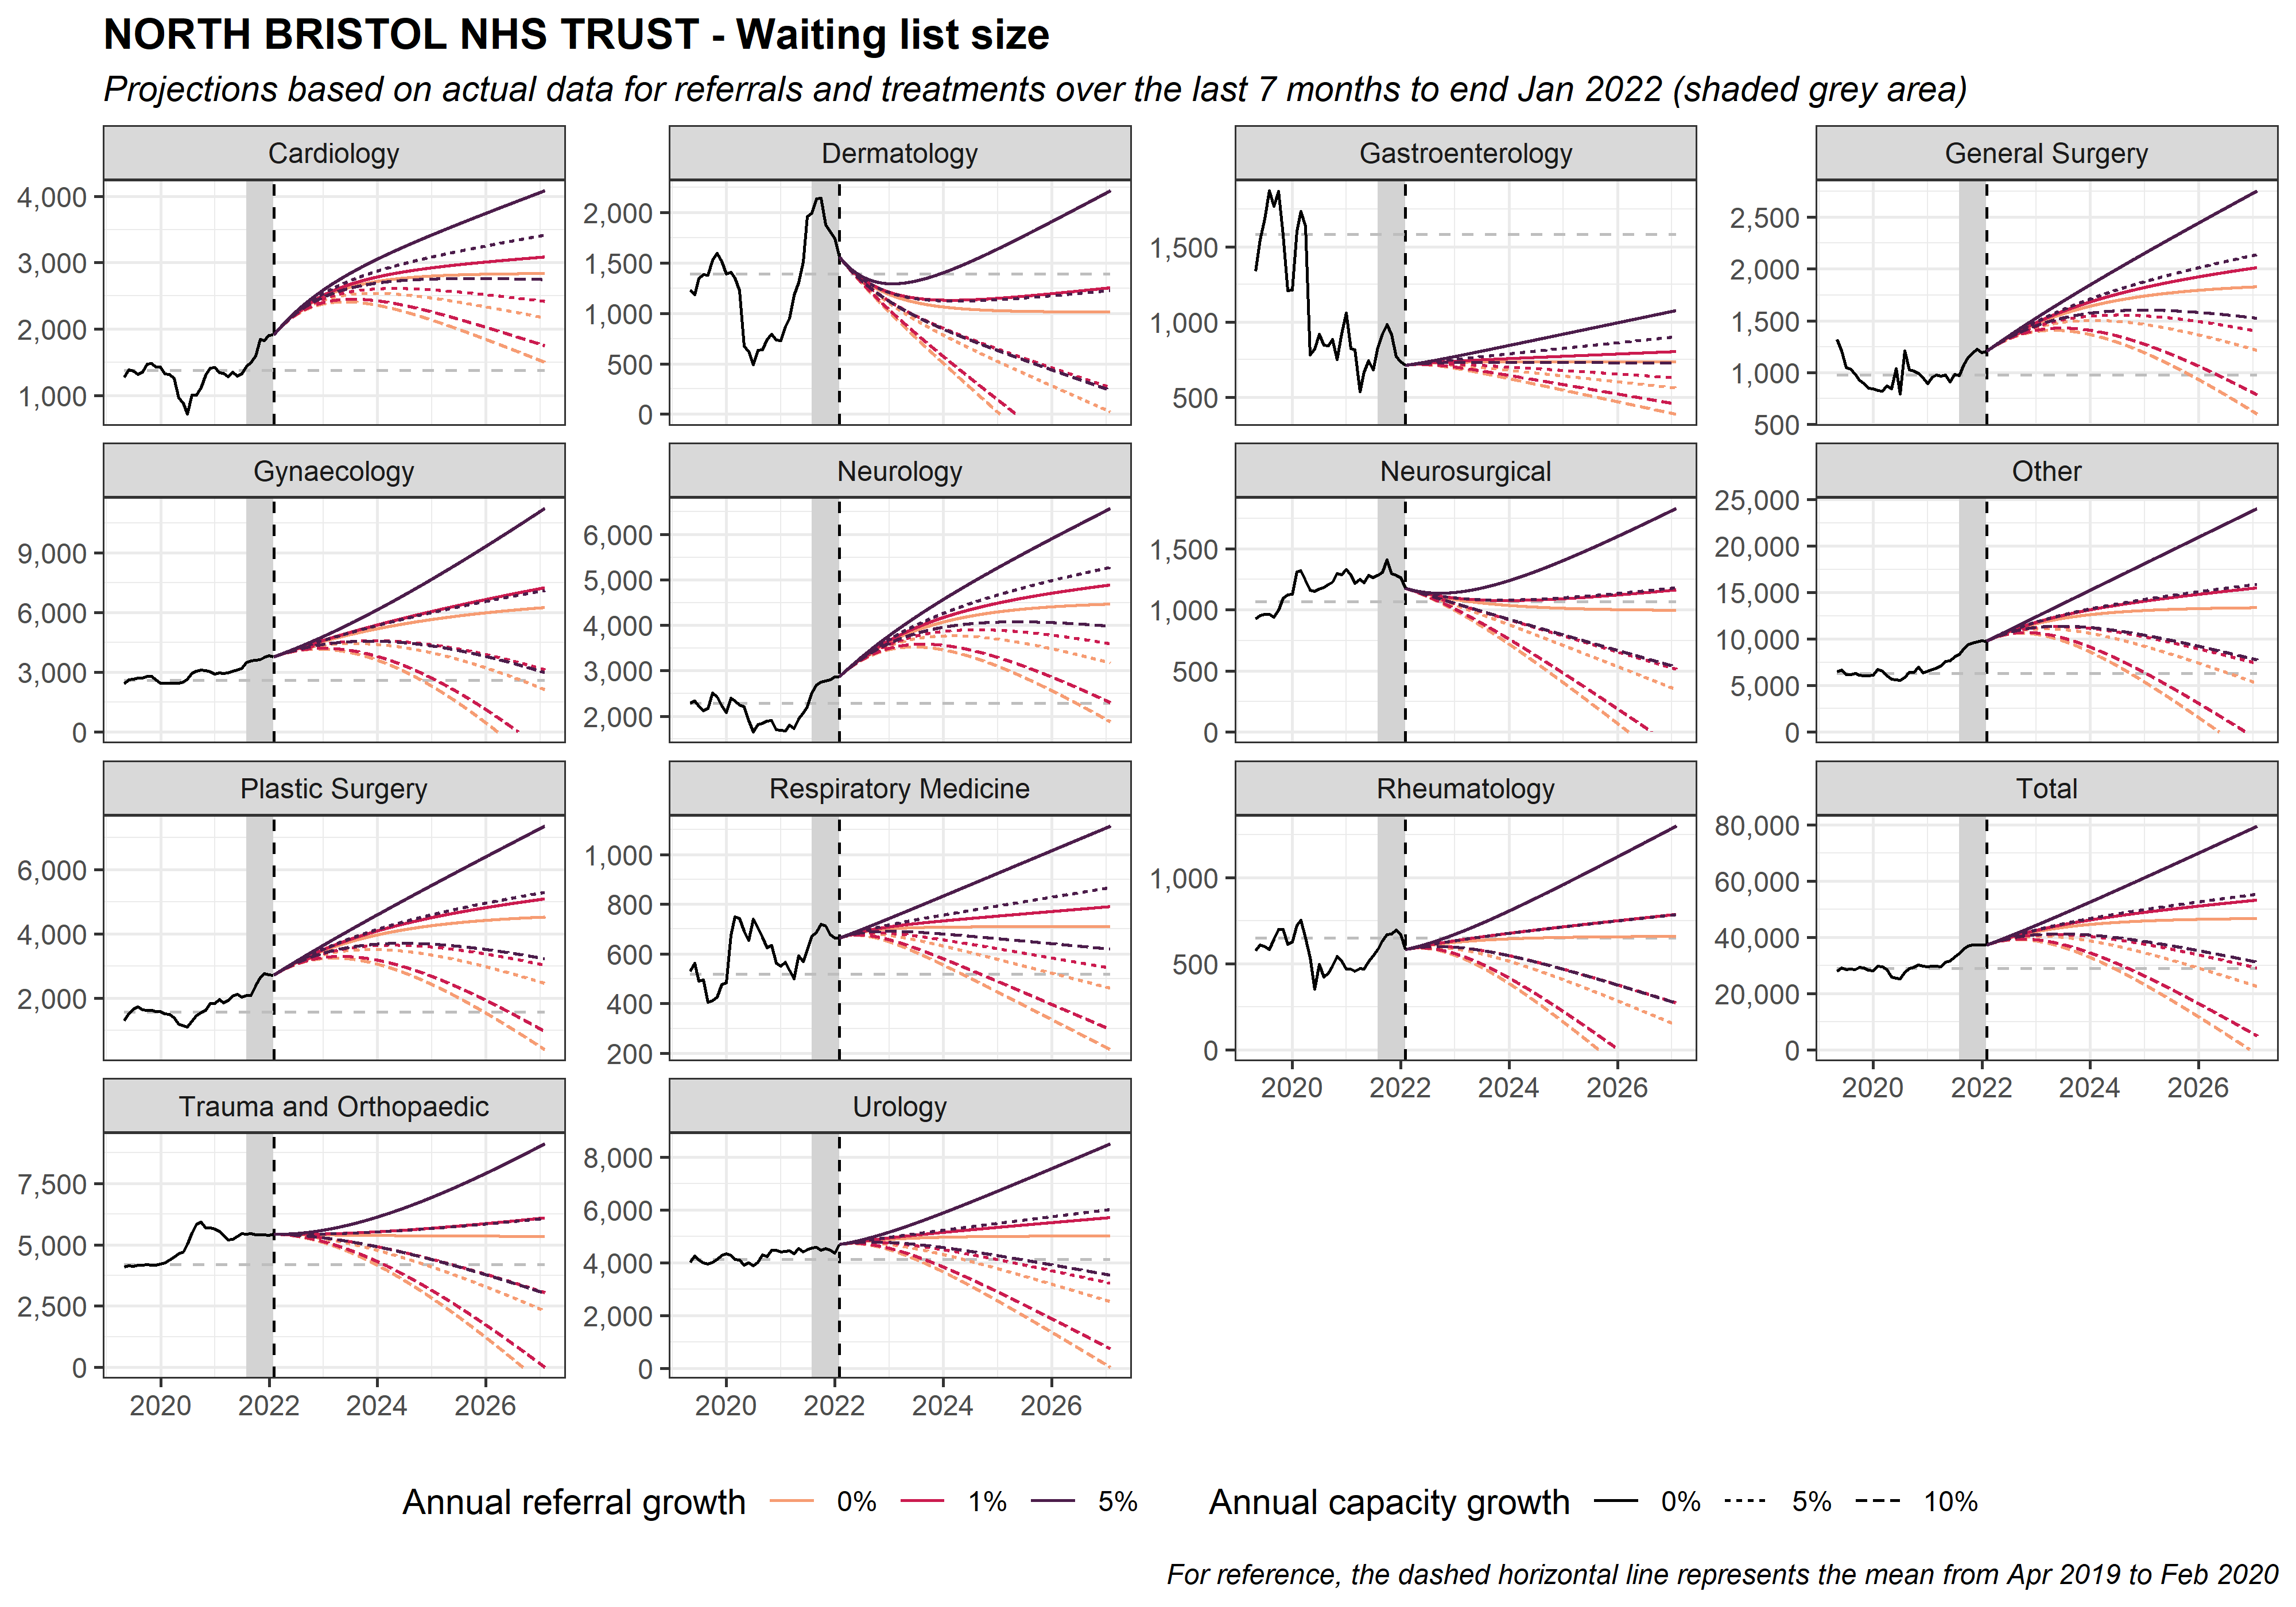 NORTH BRISTOL NHS TRUST - Waiting list size
Projections based on actual data for referrals and treatments over the last 7 months to end Jan 2022 (shaded grey area)
Cardiology
4,000
3,000
2,000
1,000
Dermatology
2,000
1,500
1,000
500
0
Gastroenterology
1,500
1,000
500
General Surgery
2,500
2,000
1,500
1,000
500
Gynaecology
9,000
6,000
3,000
0
Neurology
6,000
5,000
4,000
3,000
2,000
Neurosurgical
1,500
1,000
500
0
Other
25,000
20,000
15,000
10,000
5,000
0
Plastic Surgery
6,000
4,000
2,000
Respiratory Medicine
1,000
800
600
400
200
Rheumatology
1,000
500
0
2020 2022 2024 2026
Total
80,000
60,000
40,000
20,000
0
2020 2022 2024 2026
Trauma and Orthopaedic
7,500
5,000
2,500
0
2020 2022 2024 2026
Urology
8,000
6,000
4,000
2,000
0
2020 2022 2024 2026
Annual referral growth 0% 1% 5% Annual capacity growth 0% 5% 10%
For reference, the dashed horizontal line represents the mean from Apr 2019 to Feb 2020